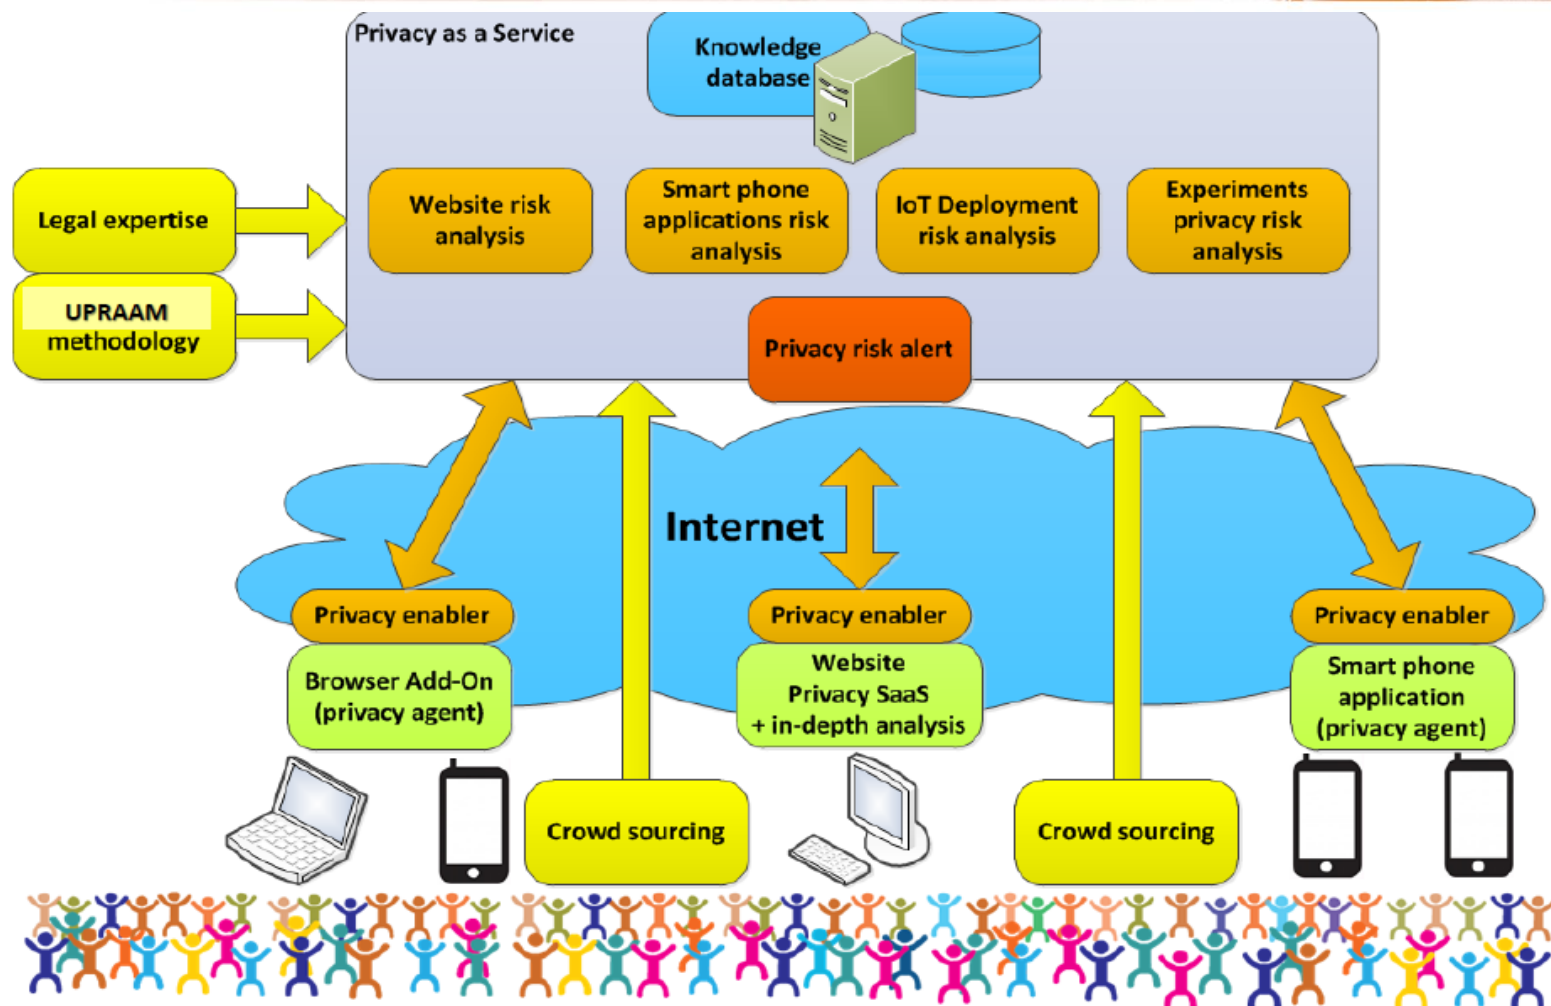 Privacy as a Service
Knowledge
database
Legal expertise
UPRAAM
methodology
Website risk
analysis
Smart phone
applications risk
analysis
IoT Deployment
risk analysis
Experiments
privacy risk
analysis
Privacy risk alert
Internet
Privacy enabler
Browser Add-On
(privacy agent)
Privacy enabler
Website
Privacy SaaS
+ in-depth analysis
Privacy enabler
Smart phone
application
(privacy agent)
Crowd sourcing
Crowd sourcing